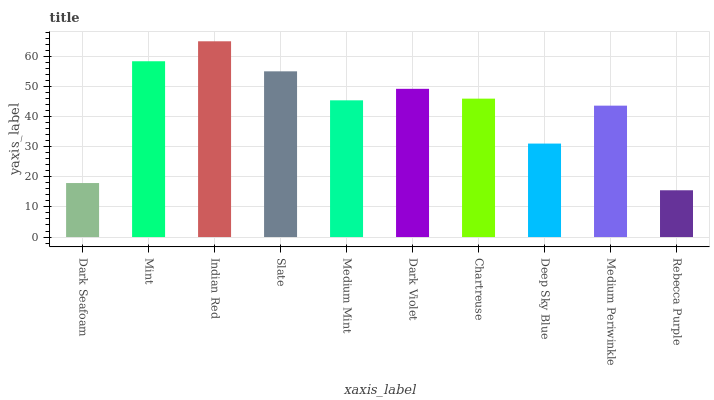 title
yaxis_label
60
50
40
30
20
10
0
Dark Seafoam
Mint
Indian Red
Slate
Medium Mint
Dark Violet
Chartreuse
Deep Sky Blue
Medium Periwinkle
Rebecca Purple
xaxis_label